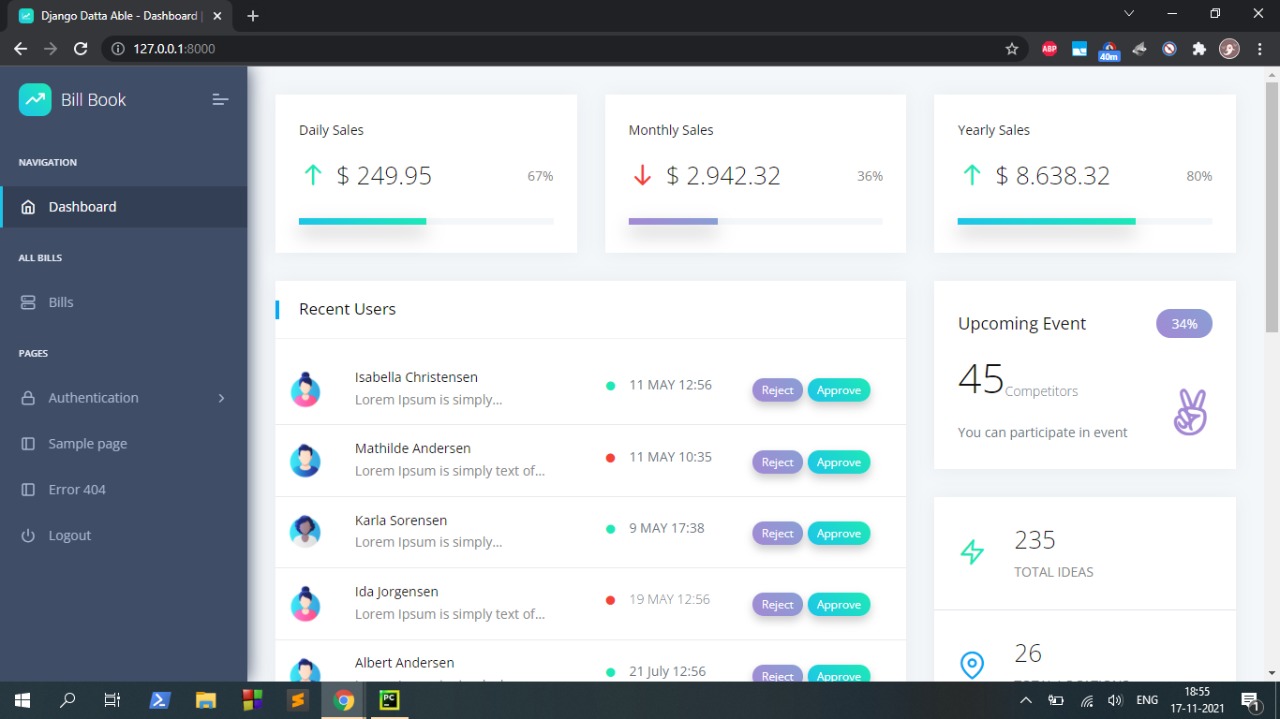 Django Datta Able - Dashboard |
127.0.0.1:8000
ABP
40m
Bill Book
NAVIGATION
Dashboard
ALL BILLS
Bills
PAGES
Authentication
Sample page
Error 404
Logout
Daily Sales
$ 249.95 67%
Monthly Sales
$ 2.942.32 36%
Yearly Sales
$ 8.638.32 80%
Recent Users
Isabella Christensen
Lorem Ipsum is simply...
11 MAY 12:56
Reject Approve
Mathilde Andersen
Lorem Ipsum is simply text of...
11 MAY 10:35
Reject Approve
Karla Sorensen
Lorem Ipsum is simply...
9 MAY 17:38
Reject Approve
Ida Jorgensen
Lorem Ipsum is simply text of...
19 MAY 12:56
Reject Approve
Albert Andersen
21 July 12:56
Reject Approve
Upcoming Event
34%
45 Competitors
You can participate in event
235
TOTAL IDEAS
26
PC
ENG
18:55
17-11-2021
1